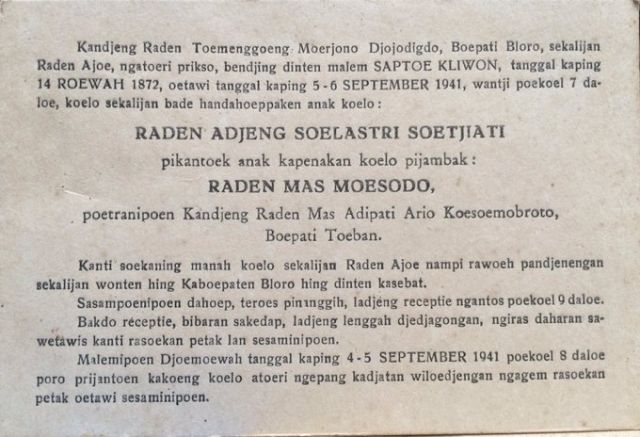 Kandjeng Raden Toemenggoeng Moerjono Djojodigdo, Boepati Bloro, sekalijan
Raden Ajoe, ngatoeri prikso, bendjing dinten malem SAPTOE KLIWON, tanggal kaping
14 ROEWAH 1872, oetawi tanggal kaping 5-6 SEPTEMBER 1941, wantji poekoel 7 da-
loe, koelo sekalijan bade handahoeppaken anak koelo :
RADEN ADJENG SOELASTRI SOETJIATI
pikantoek anak kapenakan koelo pijambak :
RADEN MAS MOESODO,
poetranipoen Kandjeng Raden Mas Adipati Ario Koesoemobroto,
Boepati Toeban.
Kanti soekaning manah koelo sekalijan Raden Ajoe nampi rawoeh pandjenengan
sekalijan wonten hing Kaboepaten Bloro hing dinten kasebat.
Sasampoenipoen dahoep, teroes pinanggih, ladjeng receptie ngantos poekoel 9 daloe.
Bakdo receptie, bibaran sakedap, ladjeng lenggah djedjagongan, ngiras daharan sa-
wetawis kanti rasoekan petak lan sesaminipoen.
Malemipoen Djoemoewah tanggal kaping 4-5 SEPTEMBER 1941 poekoel 8 daloe
poro prijantoen kakoeng koelo atoeri ngepang kadjatan wiloedjengan ngagem rasoekan
petak oetawi sesaminipoen.